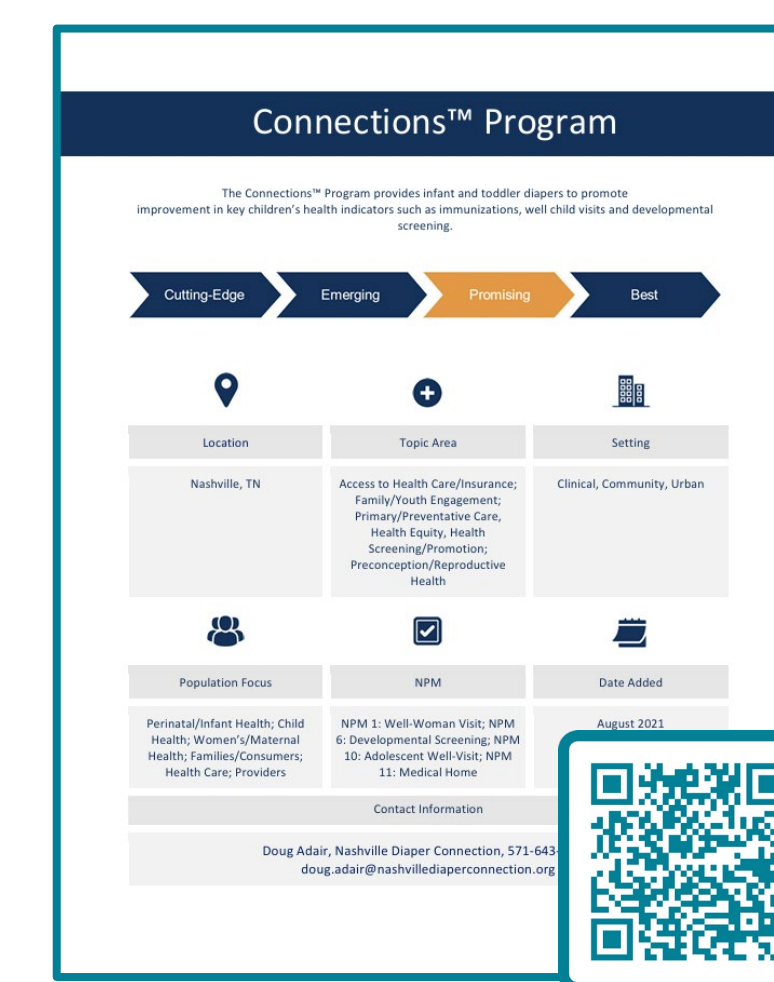 Connections™ Program
The Connections™ Program provides infant and toddler diapers to promote
improvement in key children's health indicators such as immunizations, well child visits and developmental
screening.
Cutting-Edge
Emerging
Promising
Best
Location
Topic Area
Setting
Nashville, TN
Access to Health Care/Insurance;
Family/Youth Engagement;
Primary/Preventative Care,
Health Equity, Health
Screening/Promotion;
Preconception/Reproductive
Health
Clinical, Community, Urban
Population Focus
NPM
Date Added
Perinatal/Infant Health; Child
Health; Women's/Maternal
Health; Families/Consumers;
Health Care; Providers
NPM 1: Well-Woman Visit; NPM
6: Developmental Screening; NPM
10: Adolescent Well-Visit; NPM
11: Medical Home
August 2021
Contact Information
Doug Adair, Nashville Diaper Connection, 571-643-
doug.adair@nashvillediaperconnection.org